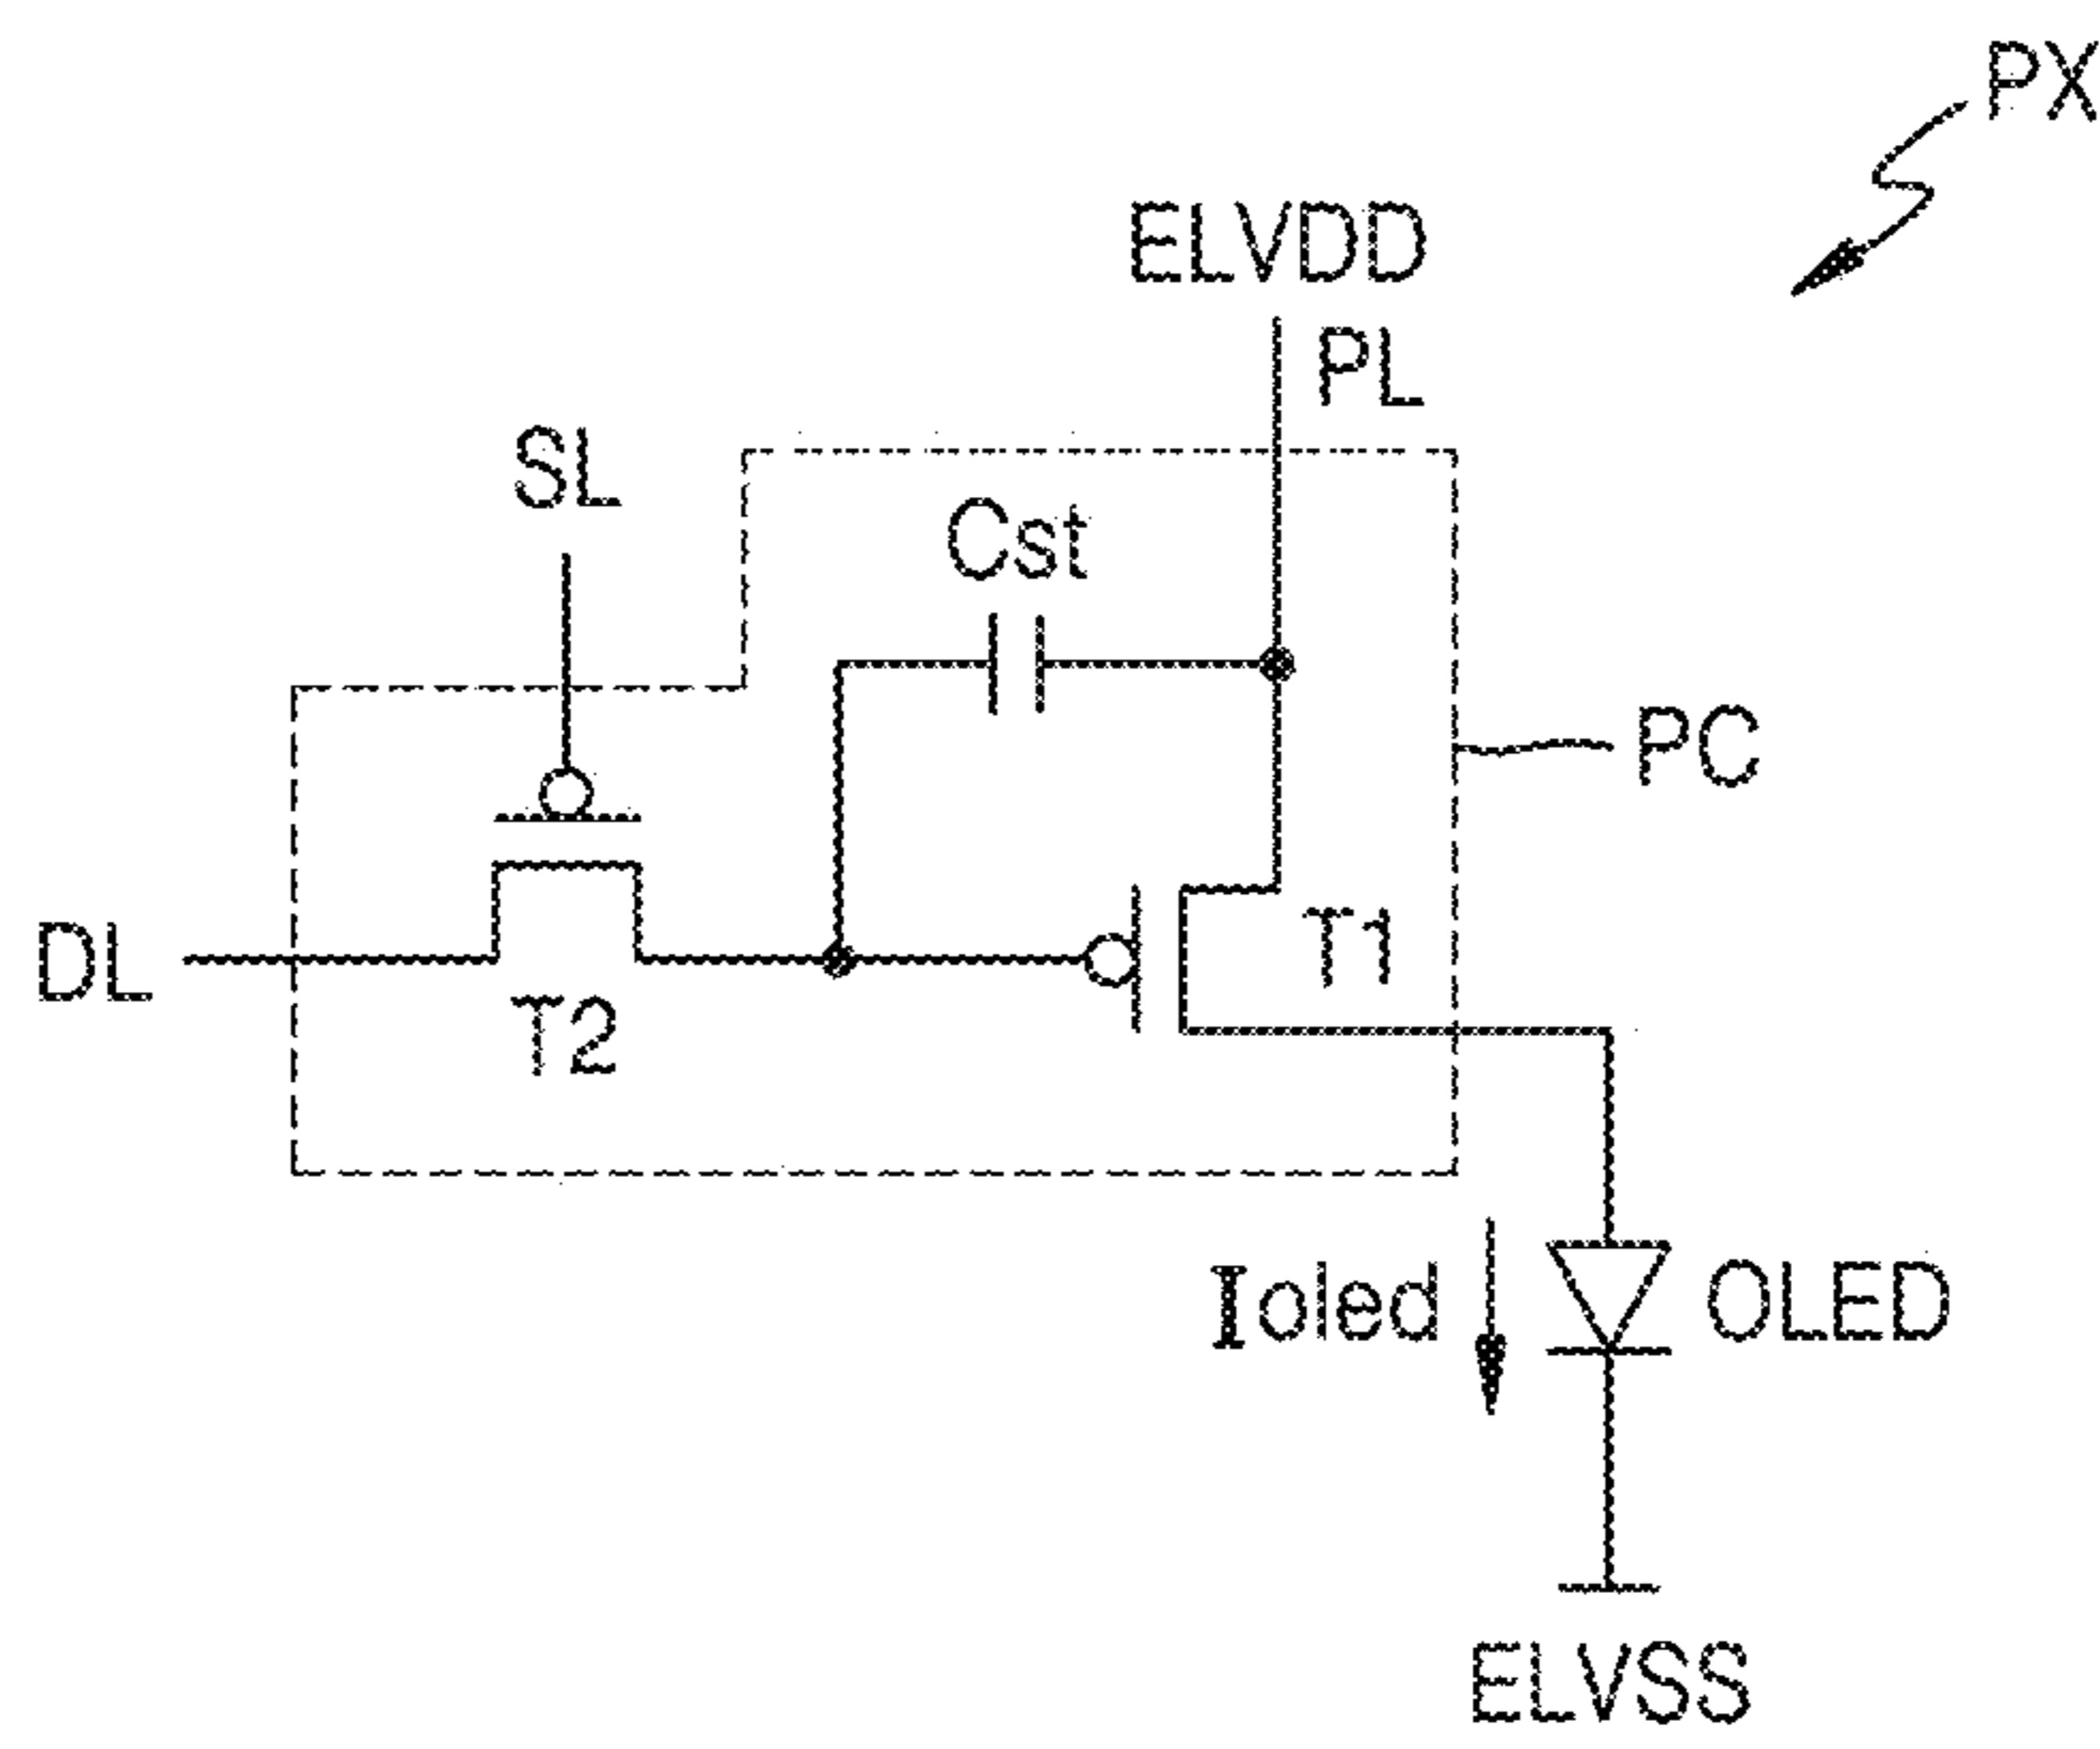 PX
ELVDD
PL
SL
Cst
PC
DL
T1
T2
Ioled
OLED
ELVSS